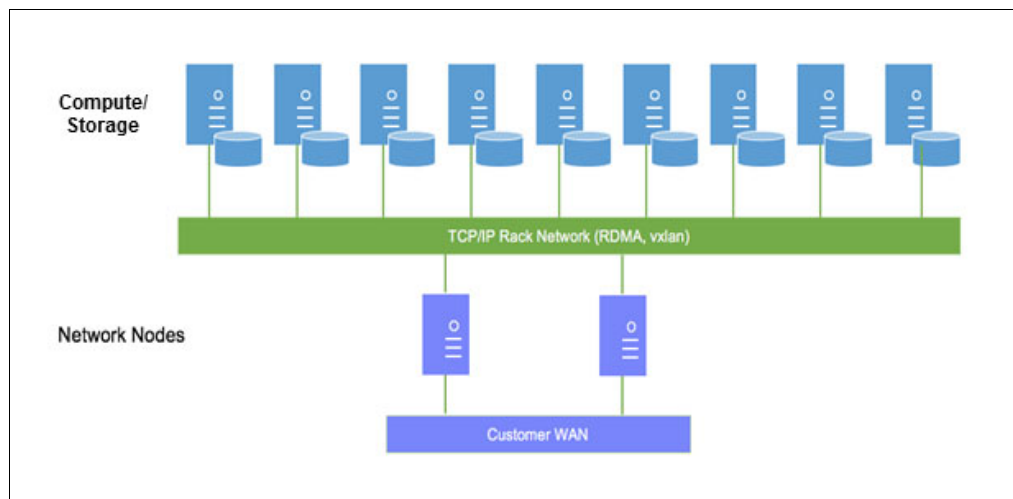 Compute/
Storage
TCP/IP Rack Network (RDMA, vxlan)
Network Nodes
Customer WAN